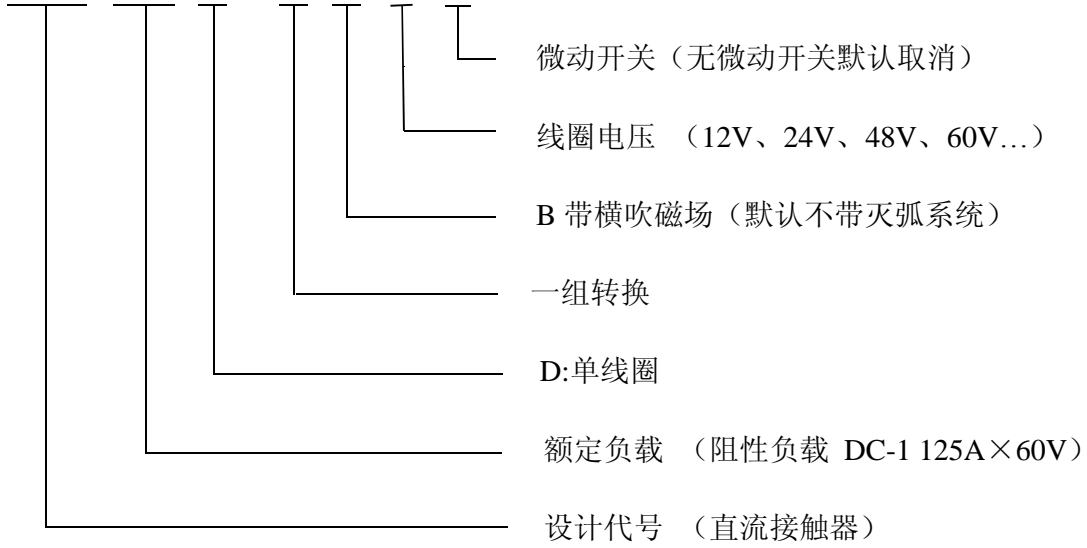 微动开关（无微动开关默认取消）
线圈电压 （12V、24V、48V、60V…）
B 带横吹磁场（默认不带灭弧系统）
一组转换
D:单线圈
额定负载 （阻性负载 DC-1 125A×60V）
设计代号 （直流接触器）